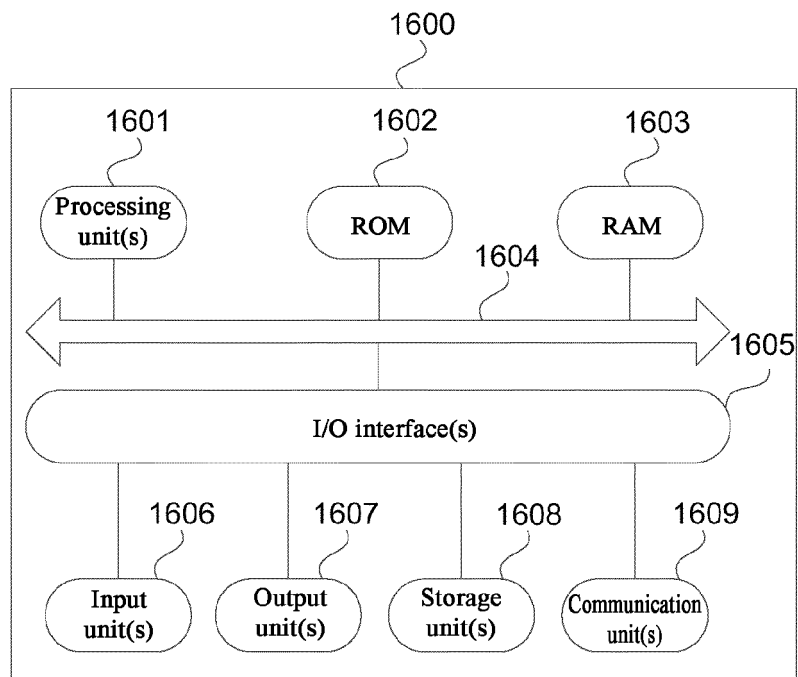 1600
1601
1602
1603
Processing
unit(s)
ROM
RAM
1604
1605
I/O interface(s)
1606
1607
1608
1609
Input
unit(s)
Output
unit(s)
Storage
unit(s)
Communication
unit(s)